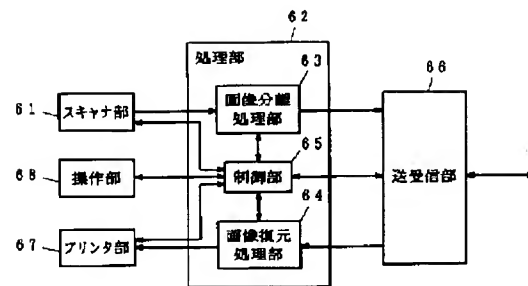 62
処理部
63
66
61
スキャナ部
画像分離
処理部
65
68
操作部
制御部
送受信部
64
67
プリンタ部
画像復元
処理部